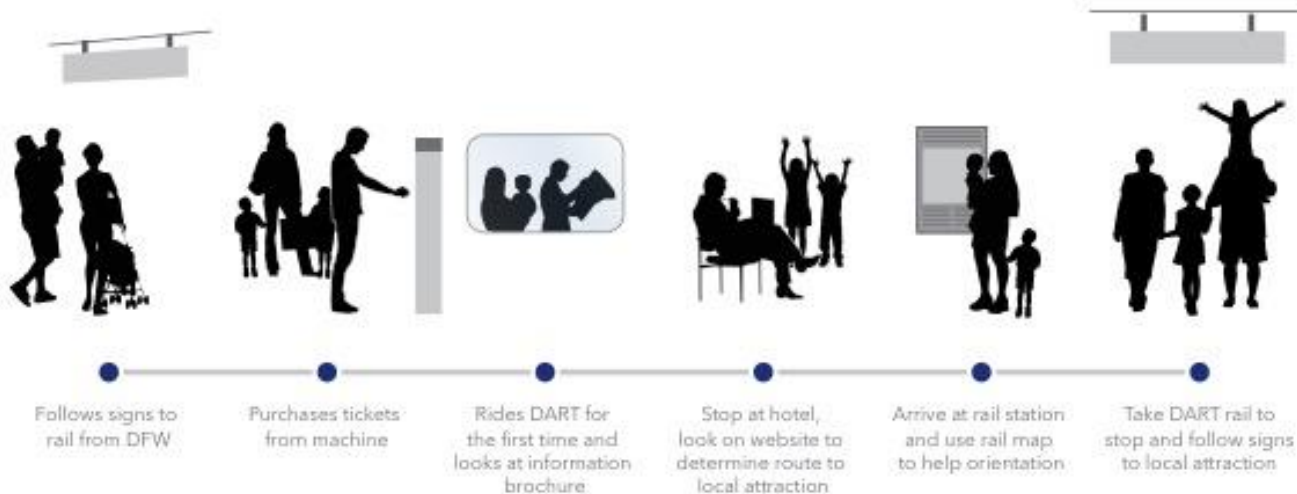 Follows signs to
rail from DFW
Purchases tickets
from machine
Rides DART for
the first time and
looks at information
brochure
Stop at hotel,
look on website to
determine route to
local attraction
Arrive at rail station
and use rail map
to help orientation
Take DART rail to
stop and follow signs
to local attraction